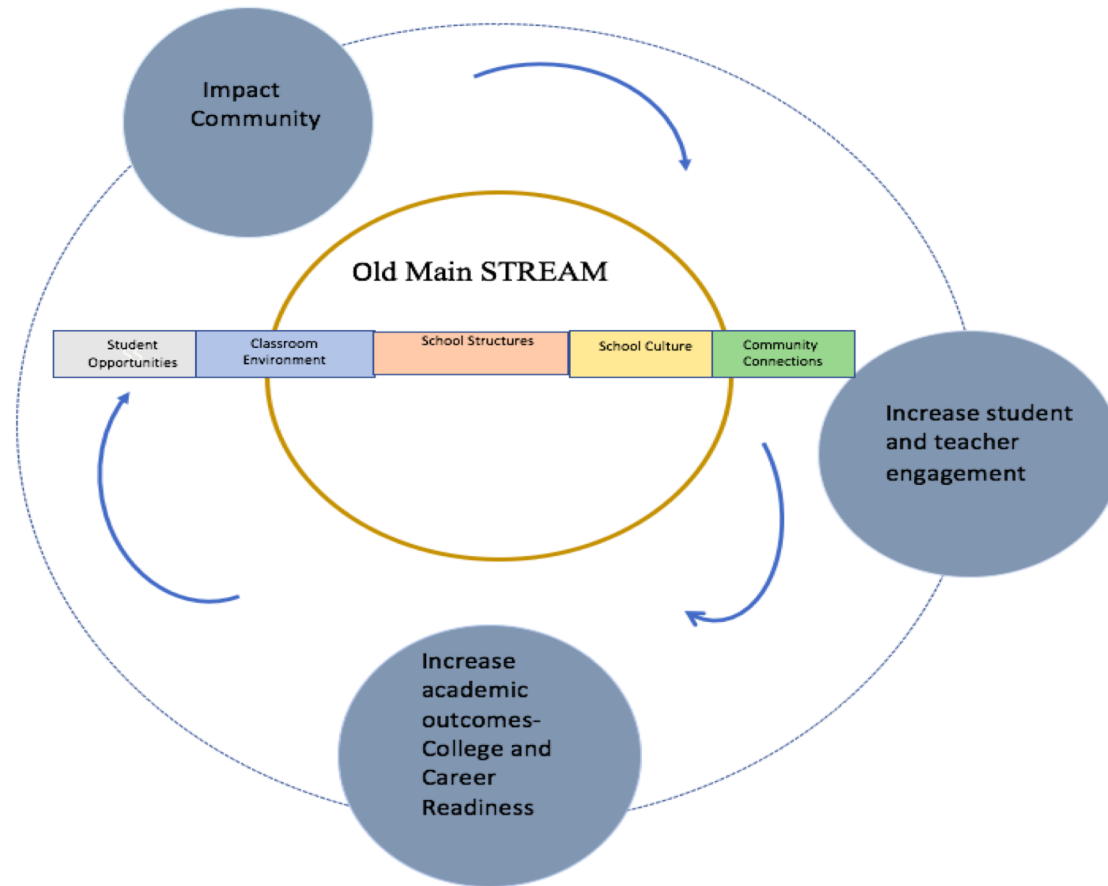 Impact
Community
Old Main STREAM
Student
Opportunities
Classroom
Environment
School Structures
School Culture
Community
Connections
Increase student
and teacher
engagement
Increase
academic
outcomes-
College and
Career
Readiness